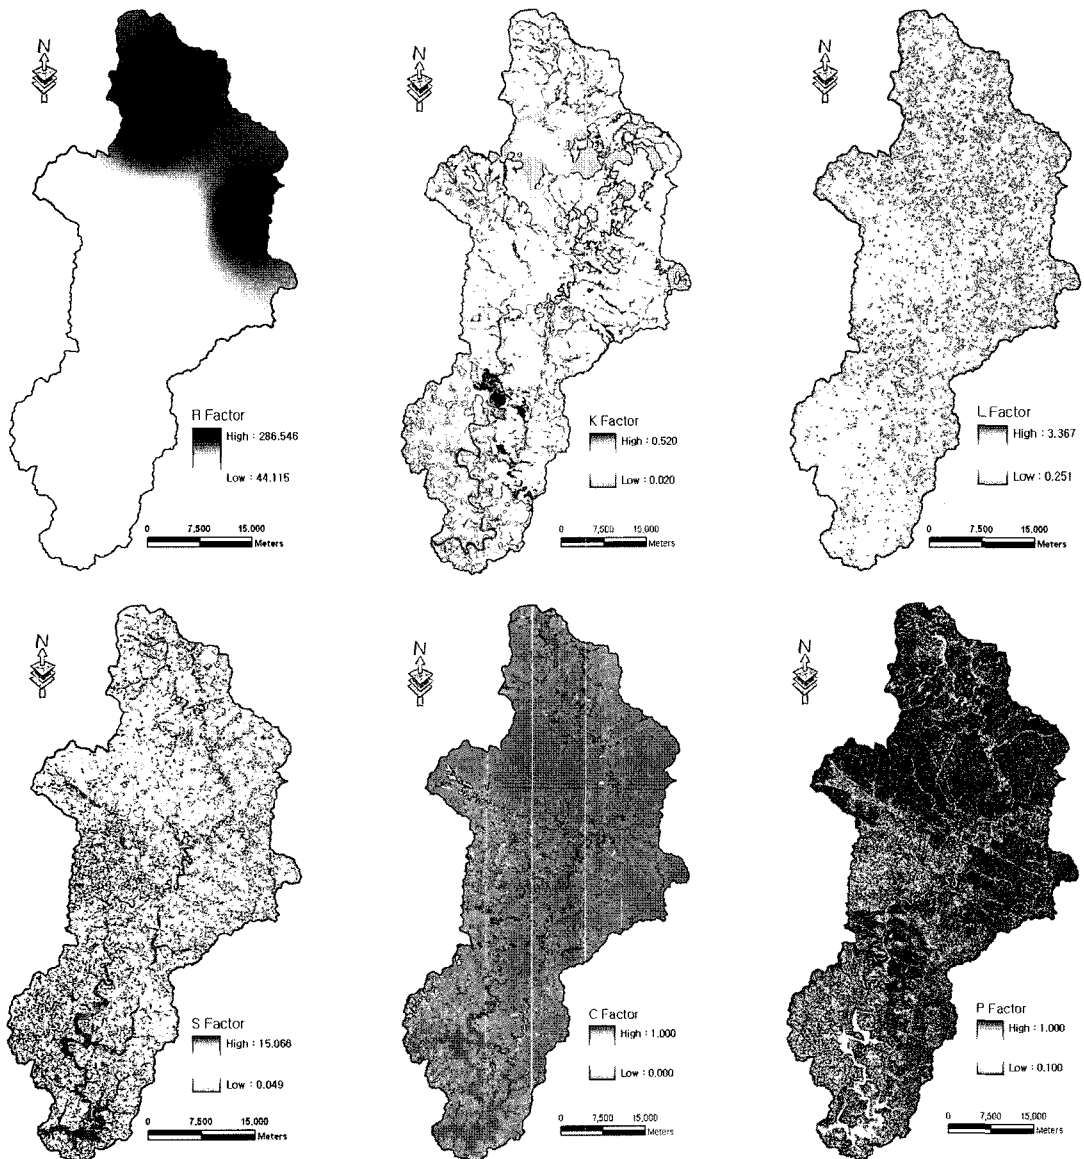 N
R Factor
High : 286.546
Low : 44.115
0 7,500 15,000
Meters
N
K Factor
High : 0.520
Low : 0.020
0 7,500 15,000
Meters
N
L Factor
High : 3.367
Low : 0.251
0 7,500 15,000
Meters
N
S Factor
High : 15.066
Low : 0.049
0 7,500 15,000
Meters
N
C Factor
High : 1.000
Low : 0.000
0 7,500 15,000
Meters
N
P Factor
High : 1.000
Low : 0.100
0 7,500 15,000
Meters